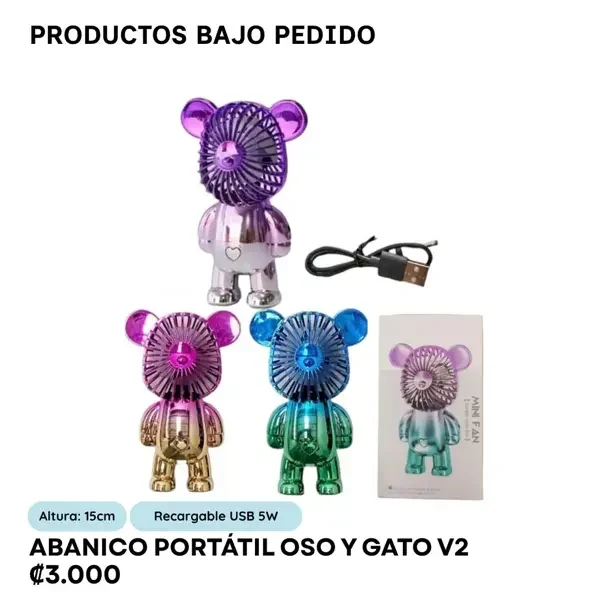 PRODUCTOS BAJO PEDIDO
MINI FAN
Altura: 15cm
Recargable USB 5W
ABANICO PORTÁTIL OSO Y GATO V2
₡3.000